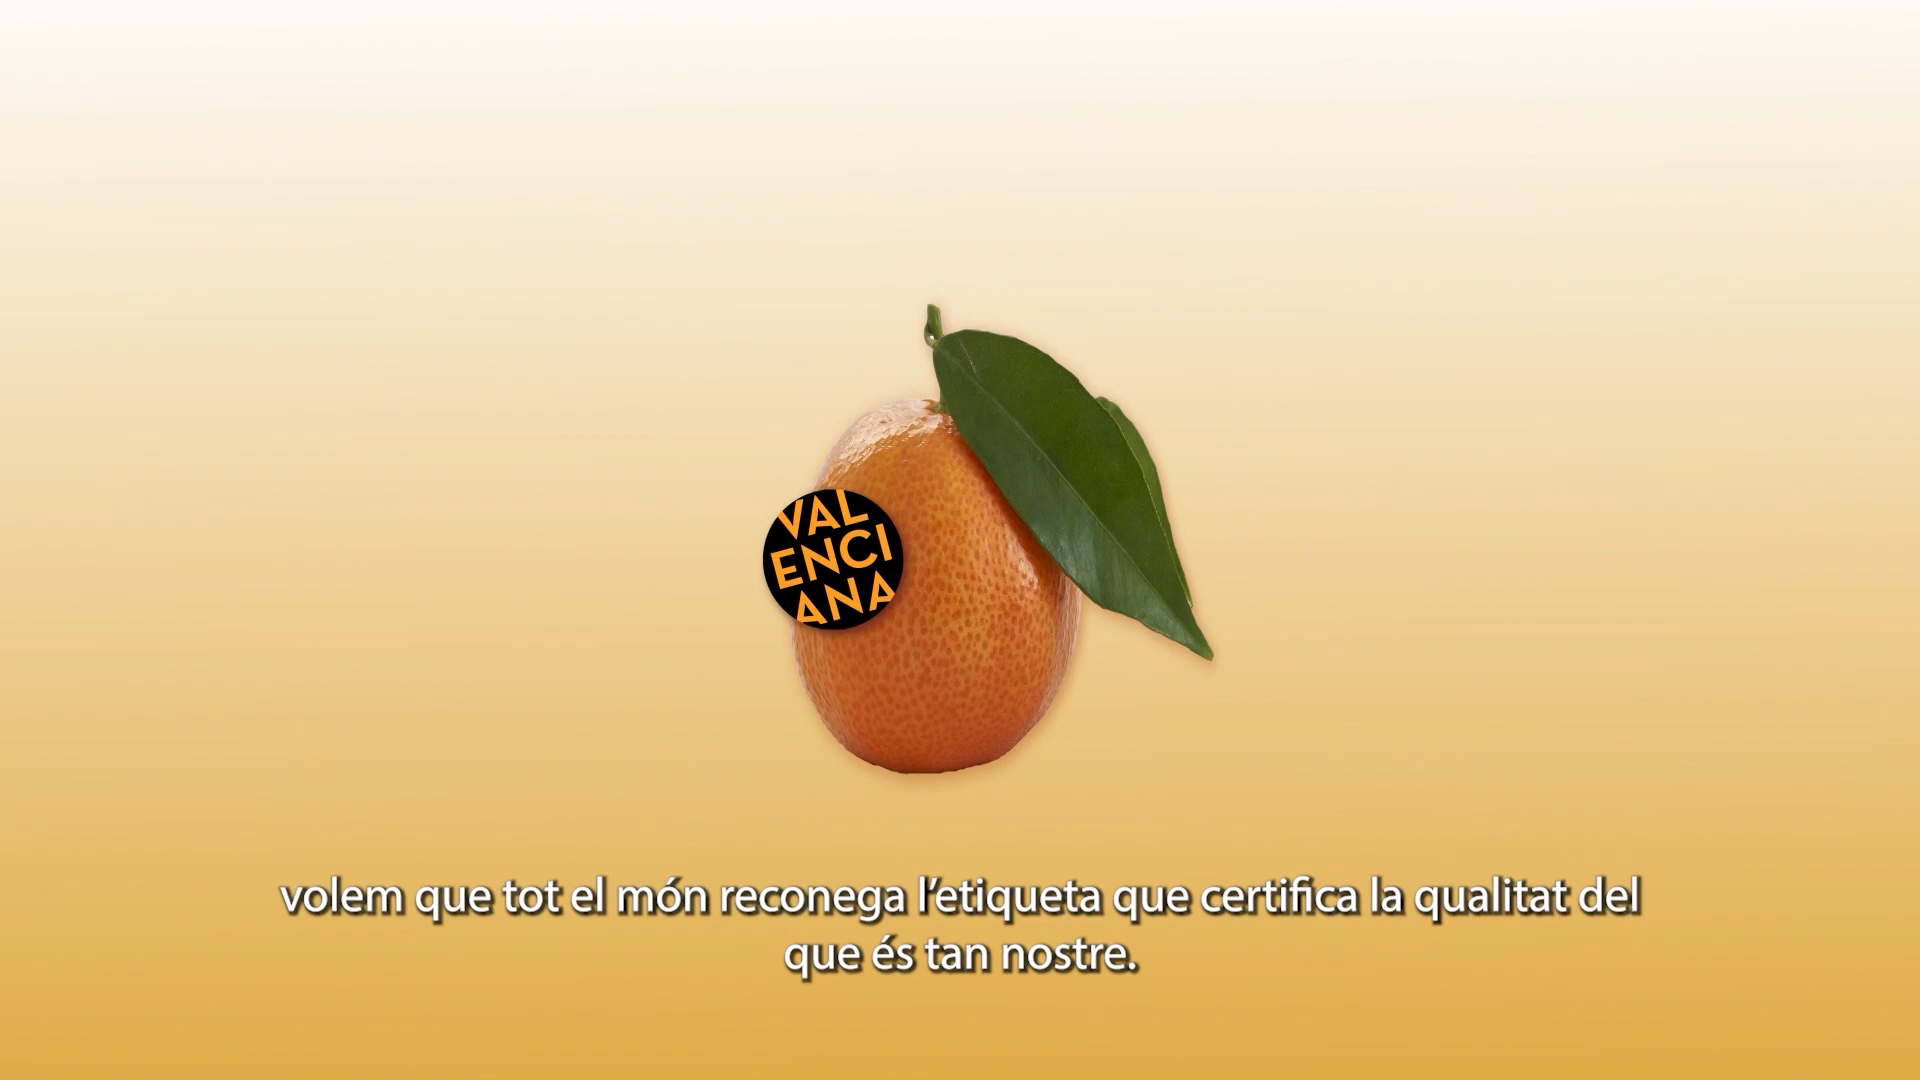 VAL
ENCI
ANA
volem que tot el món reconega l’etiqueta que certifica la qualitat del
que és tan nostre.